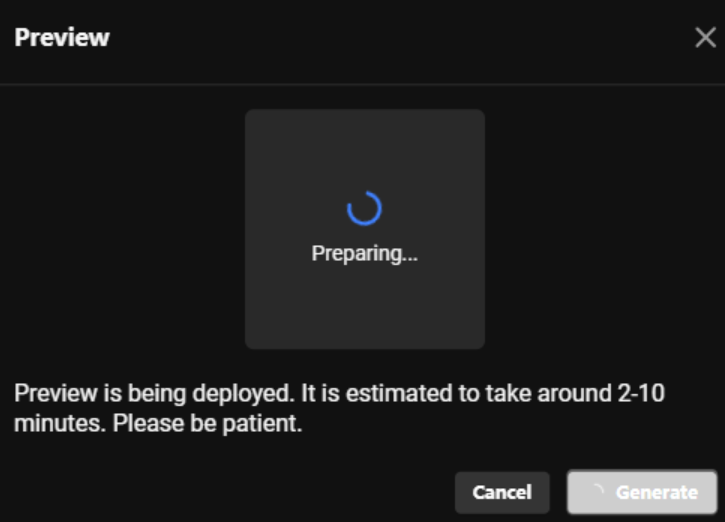 Preview
Preparing...
Preview is being deployed. It is estimated to take around 2-10
minutes. Please be patient.
Cancel
Generate